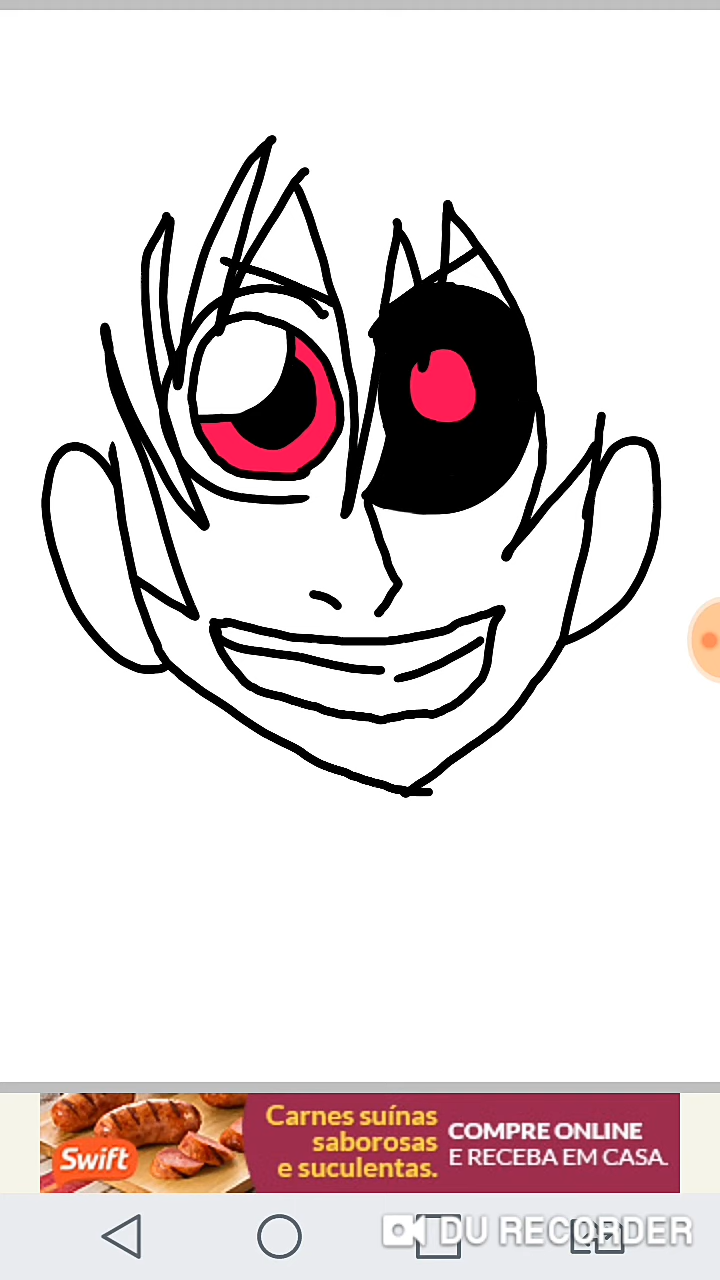 Carnes suínas
saborosas
e suculentas.
COMPRE ONLINE
E RECEBA EM CASA.
Swift
DU RECORDER